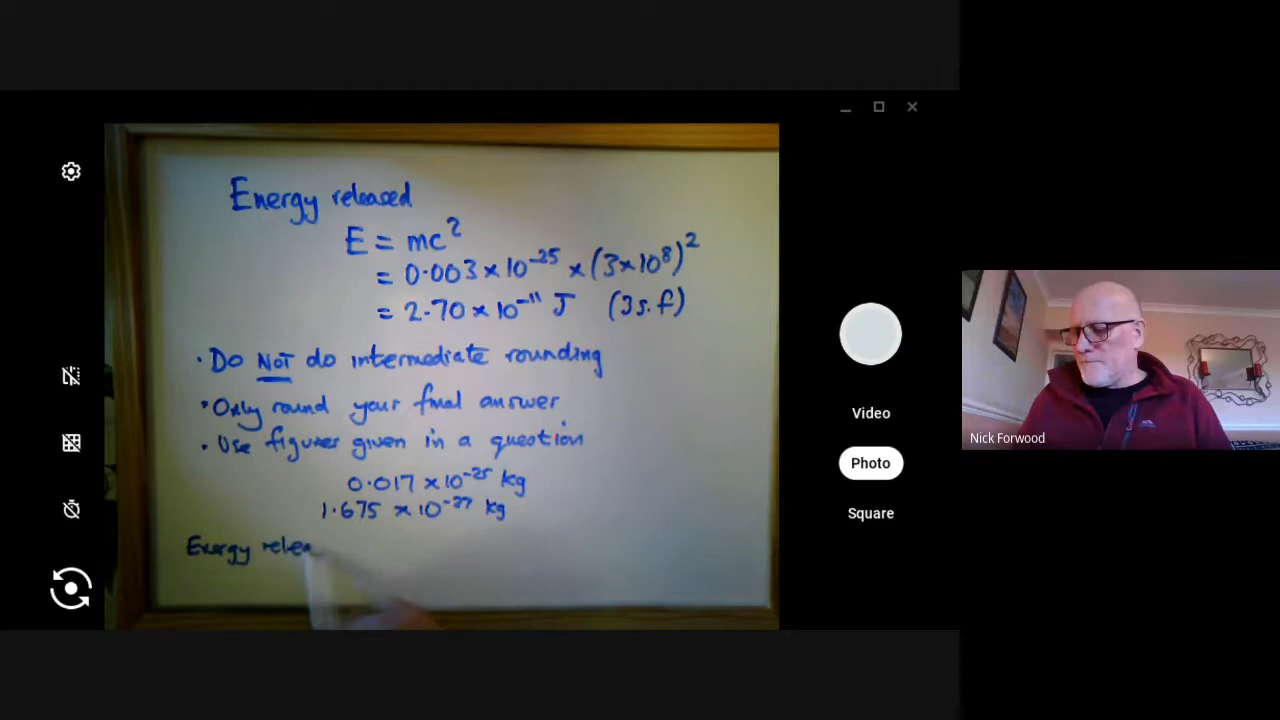 Energy released
E = mc²
= 0.003 × 10⁻²⁵ × (3×10⁸)²
= 2.70 × 10⁻¹¹ J (3 s.f)
• Do NOT do intermediate rounding
• Only round your final answer
• Use figures given in a question
0.017 × 10⁻²⁵ kg
1.675 × 10⁻²⁷ kg
Energy relea
Video
Photo
Square
Nick Forwood